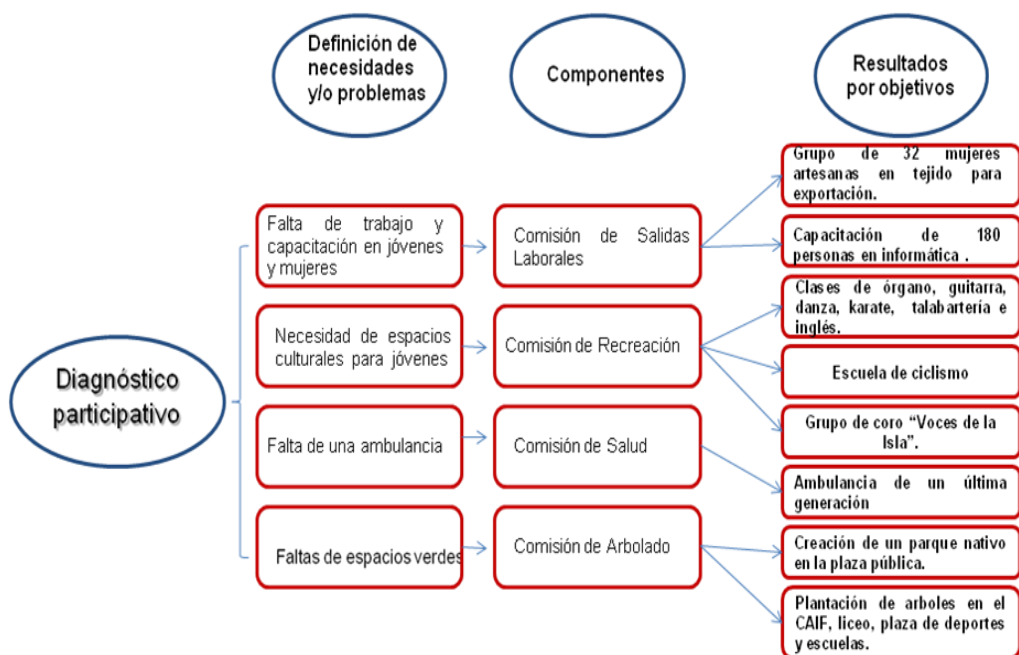 Definición de
necesidades
y/o problemas
Componentes
Resultados
por objetivos
Diagnóstico
participativo
Falta de trabajo y
capacitación en jóvenes
y mujeres
Comisión de Salidas
Laborales
Grupo de 32 mujeres
artesanas en tejido para
exportación.
Capacitación de 180
personas en informática .
Necesidad de espacios
culturales para jóvenes
Comisión de Recreación
Clases de órgano, guitarra,
danza, karate, talabartería e
inglés.
Escuela de ciclismo
Grupo de coro “Voces de la
Isla”.
Falta de una ambulancia
Comisión de Salud
Ambulancia de un última
generación
Faltas de espacios verdes
Comisión de Arbolado
Creación de un parque nativo
en la plaza pública.
Plantación de arboles en el
CAIF, liceo, plaza de deportes
y escuelas.